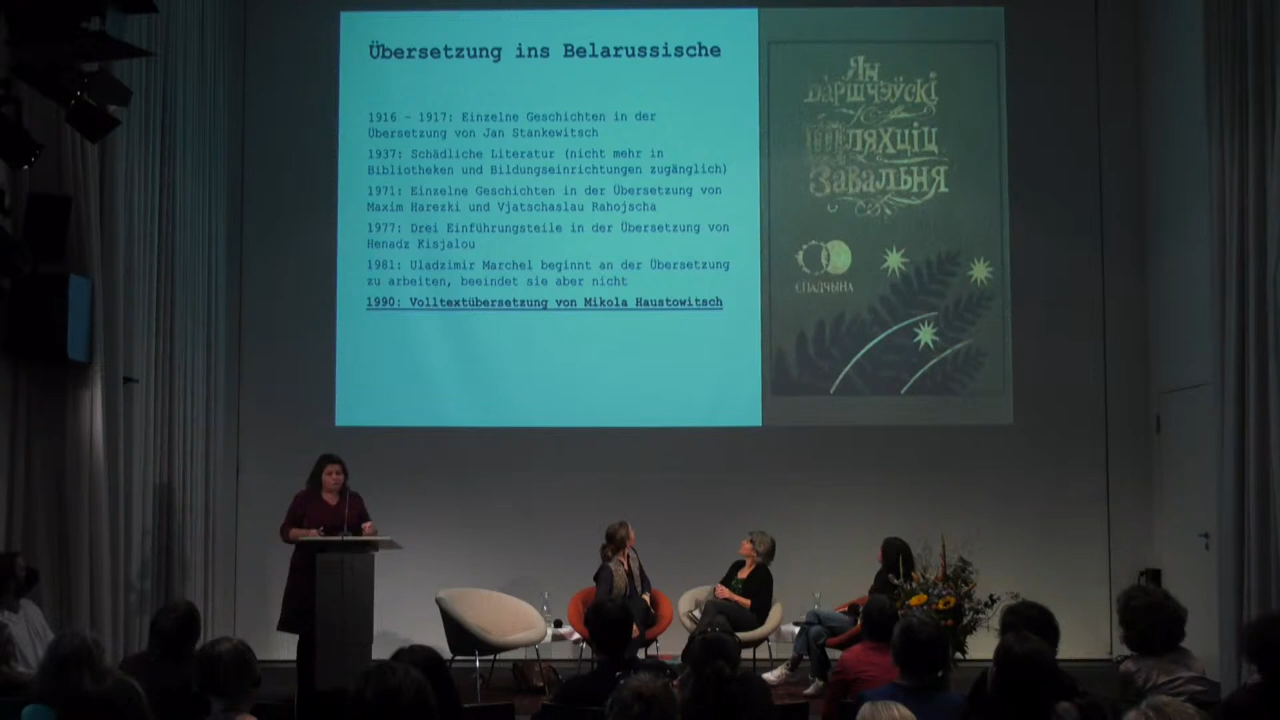 Übersetzung ins Belarussische
1916 - 1917: Einzelne Geschichten in der
Übersetzung von Jan Stankewitsch
1937: Schädliche Literatur (nicht mehr in
Bibliotheken und Bildungseinrichtungen zugänglich)
1971: Einzelne Geschichten in der Übersetzung von
Maxim Harezki und Vjatschaslau Rahojscha
1977: Drei Einführungsteile in der Übersetzung von
Henadz Kisjalou
1981: Uladzimir Marchel beginnt an der Übersetzung
zu arbeiten, beeindet sie aber nicht
1990: Volltextübersetzung von Mikola Haustowitsch
Ян
Баршчэўскі
Шляхціц
Завальня
СПАДЧЫНА